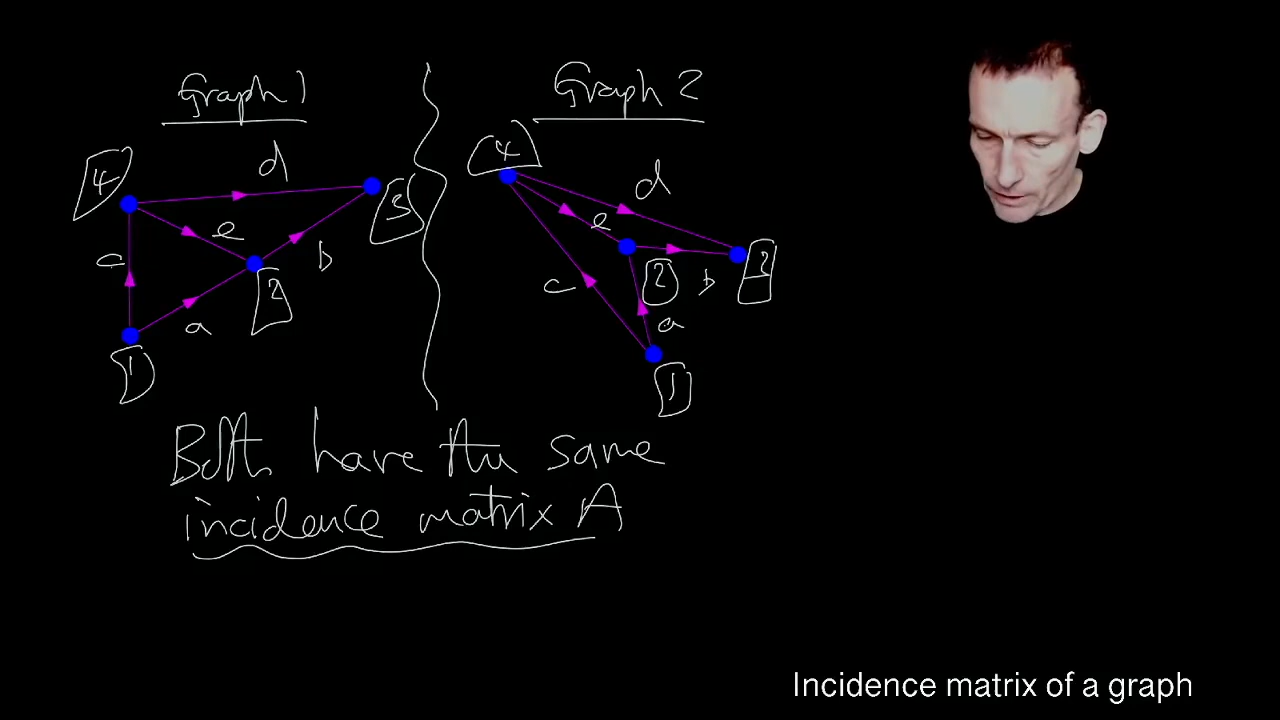 Graph 1
4
d
3
e
c
b
2
a
1
Graph 2
4
d
e
2
b
3
c
a
1
Both have the same
incidence matrix A
Incidence matrix of a graph